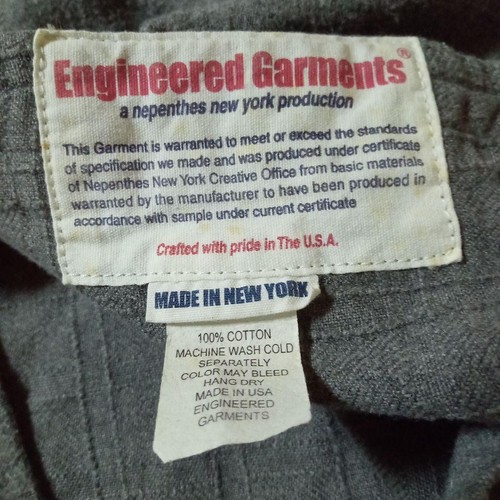 Engineered Garments®
a nepenthes new york production
This Garment is warranted to meet or exceed the standards
of specification we made and was produced under certificate
of Nepenthes New York Creative Office from basic materials
warranted by the manufacturer to have been produced in
accordance with sample under current certificate
Crafted with pride in The U.S.A.
MADE IN NEW YORK
100% COTTON
MACHINE WASH COLD
SEPARATELY
COLOR MAY BLEED
HANG DRY
MADE IN USA
ENGINEERED
GARMENTS